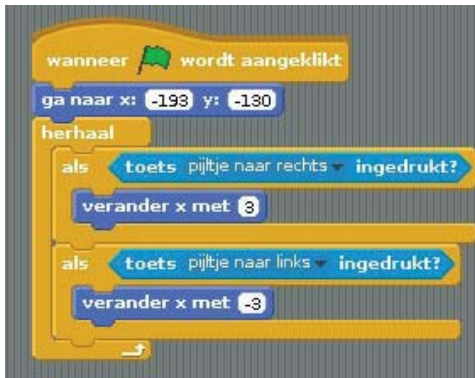 wanneer wordt aangeklikt
ga naar x: -193 y: -130
herhaal
als toets pijltje naar rechts ingedrukt?
verander x met 3
als toets pijltje naar links ingedrukt?
verander x met -3